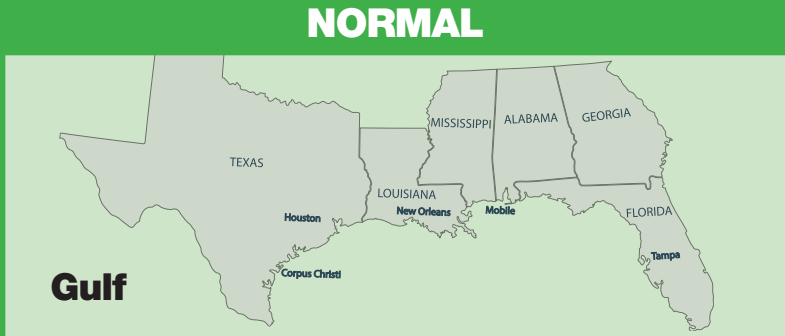 NORMAL
MISSISSIPPI
ALABAMA
GEORGIA
TEXAS
LOUISIANA
New Orleans
Mobile
FLORIDA
Houston
Tampa
Corpus Christi
Gulf